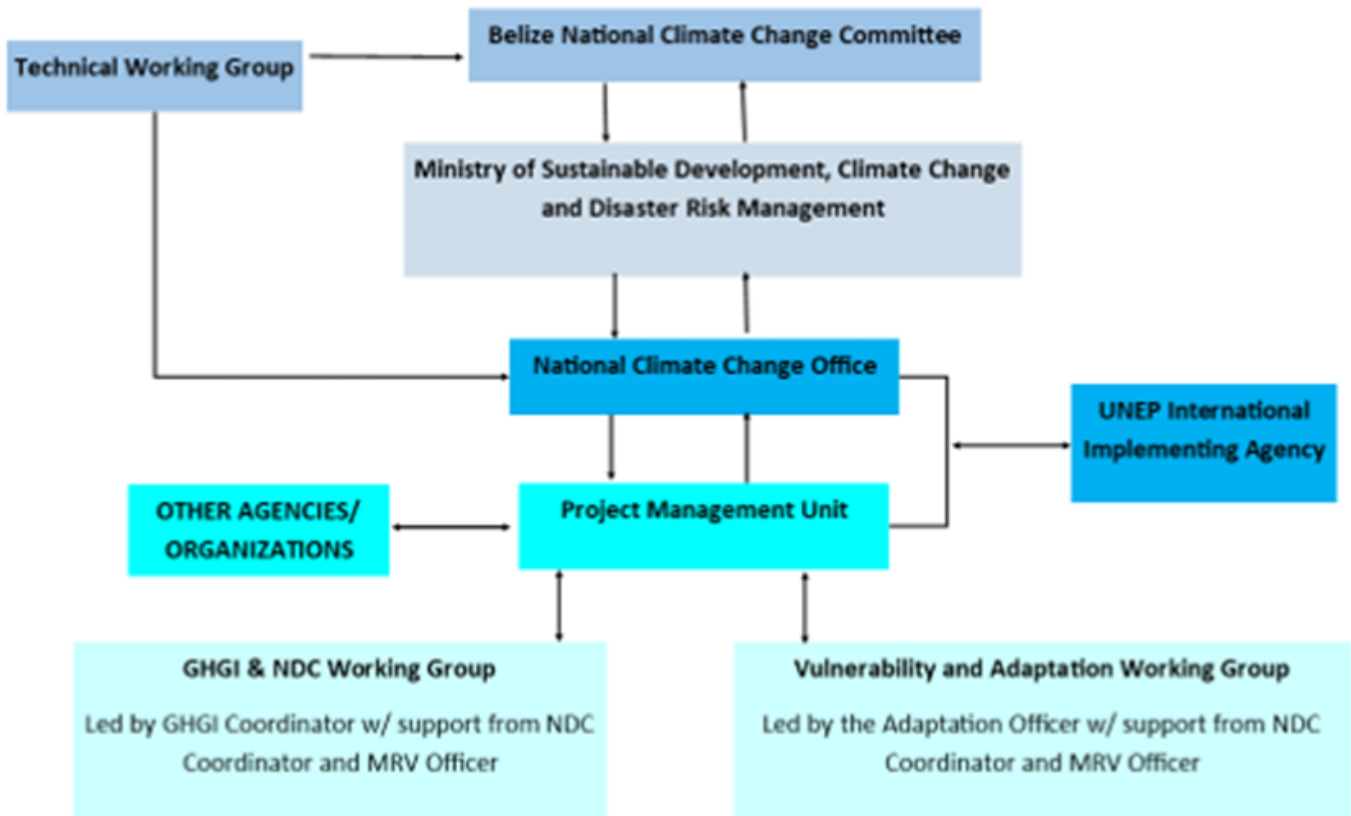 Belize National Climate Change Committee
Technical Working Group
Ministry of Sustainable Development, Climate Change
and Disaster Risk Management
National Climate Change Office
UNEP International
Implementing Agency
OTHER AGENCIES/
ORGANIZATIONS
Project Management Unit
GHGI & NDC Working Group
Led by GHGI Coordinator w/ support from NDC
Coordinator and MRV Officer
Vulnerability and Adaptation Working Group
Led by the Adaptation Officer w/ support from NDC
Coordinator and MRV Officer